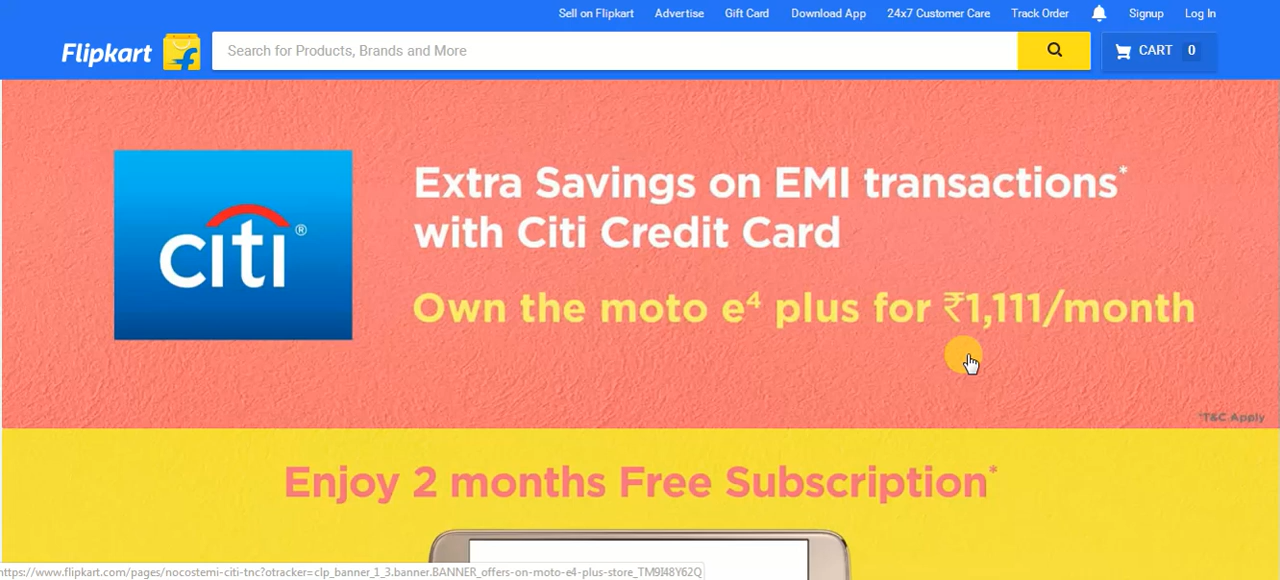 Sell on Flipkart Advertise Gift Card Download App 24x7 Customer Care Track Order Signup Log In
Flipkart Search for Products, Brands and More CART 0
citi®
Extra Savings on EMI transactions*
with Citi Credit Card
Own the moto e⁴ plus for ₹1,111/month
*T&C Apply
Enjoy 2 months Free Subscription*
https://www.flipkart.com/pages/nocostemi-citi-tnc?otracker=clp_banner_1_3.banner.BANNER_offers-on-moto-e4-plus-store_TM9I48Y62Q